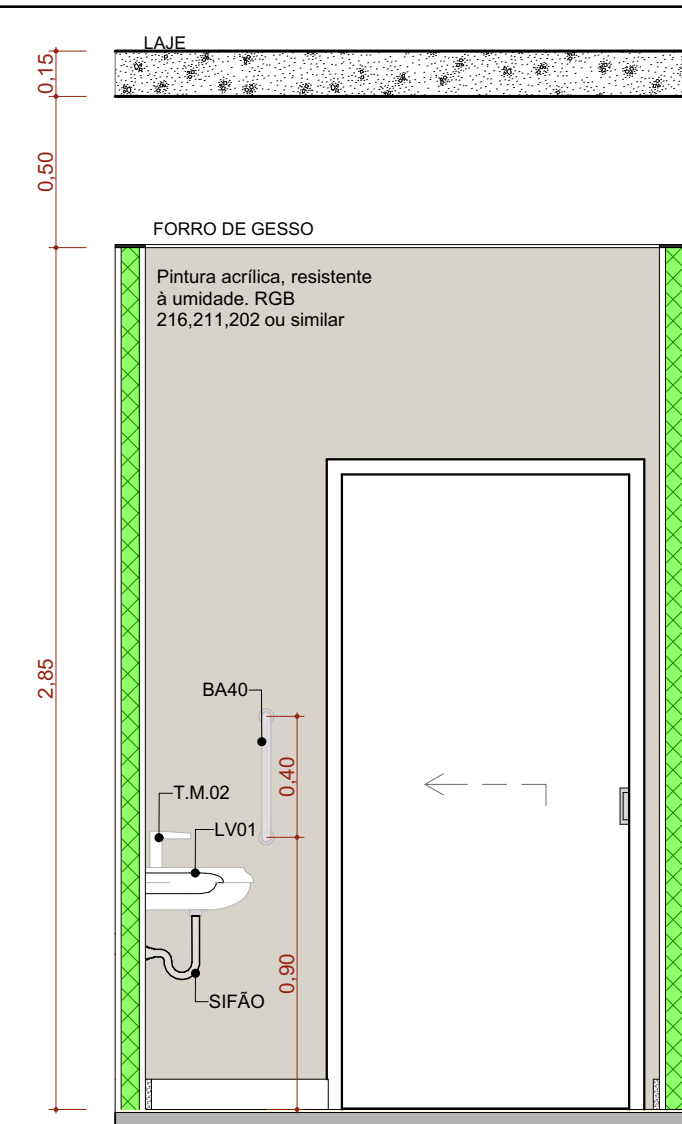 LAJE
0,15
0,50
FORRO DE GESSO
Pintura acrílica, resistente
à umidade. RGB
216,211,202 ou similar
2,85
BA40
0,40
T.M.02
LV01
0,90
SIFÃO